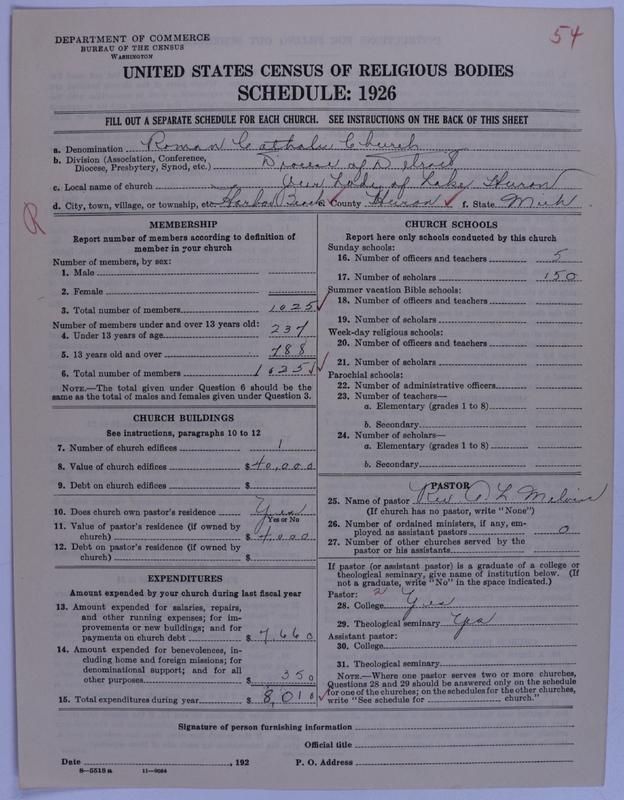 54
DEPARTMENT OF COMMERCE
BUREAU OF THE CENSUS
WASHINGTON
UNITED STATES CENSUS OF RELIGIOUS BODIES
SCHEDULE: 1926
FILL OUT A SEPARATE SCHEDULE FOR EACH CHURCH. SEE INSTRUCTIONS ON THE BACK OF THIS SHEET
a. Denomination Roman Catholic Church
b. Division (Association, Conference,
Diocese, Presbytery, Synod, etc.) Diocese of Detroit
c. Local name of church Our Lady of Lake Huron
d. City, town, village, or township, etc. Harbor Beach e. County Huron f. State Mich
R
MEMBERSHIP
Report number of members according to definition of
member in your church
Number of members, by sex:
1. Male
2. Female
3. Total number of members 1025
Number of members under and over 13 years old:
4. Under 13 years of age 237
5. 13 years old and over 788
6. Total number of members 1025
NOTE.—The total given under Question 6 should be the
same as the total of males and females given under Question 3.
CHURCH BUILDINGS
See instructions, paragraphs 10 to 12
7. Number of church edifices 1
8. Value of church edifices $40,000
9. Debt on church edifices $
10. Does church own pastor's residence Yes
Yes or No
11. Value of pastor's residence (if owned by
church) $ 4,000
12. Debt on pastor's residence (if owned by
church) $
EXPENDITURES
Amount expended by your church during last fiscal year
13. Amount expended for salaries, repairs,
and other running expenses; for im-
provements or new buildings; and for
payments on church debt $ 7,660
14. Amount expended for benevolences, in-
cluding home and foreign missions; for
denominational support; and for all
other purposes $ 350
15. Total expenditures during year $ 8,010
CHURCH SCHOOLS
Report here only schools conducted by this church
Sunday schools:
16. Number of officers and teachers 5
17. Number of scholars 150
Summer vacation Bible schools:
18. Number of officers and teachers
19. Number of scholars
Week-day religious schools:
20. Number of officers and teachers
21. Number of scholars
Parochial schools:
22. Number of administrative officers
23. Number of teachers—
a. Elementary (grades 1 to 8)
b. Secondary
24. Number of scholars—
a. Elementary (grades 1 to 8)
b. Secondary
PASTOR
25. Name of pastor Rev
(If church has no pastor, write "None")
26. Number of ordained ministers, if any, em-
ployed as assistant pastors 0
27. Number of other churches served by the
pastor or his assistants
If pastor (or assistant pastor) is a graduate of a college or
theological seminary, give name of institution below. (If
not a graduate, write "No" in the space indicated.)
Pastor: 2
28. College Yes
29. Theological seminary Yes
Assistant pastor:
30. College
31. Theological seminary
NOTE.—Where one pastor serves two or more churches,
Questions 28 and 29 should be answered only on the schedule
for one of the churches; on the schedules for the other churches,
write "See schedule for church."
Signature of person furnishing information
Official title
Date , 192 P. O. Address
8—5518 a 11—9084